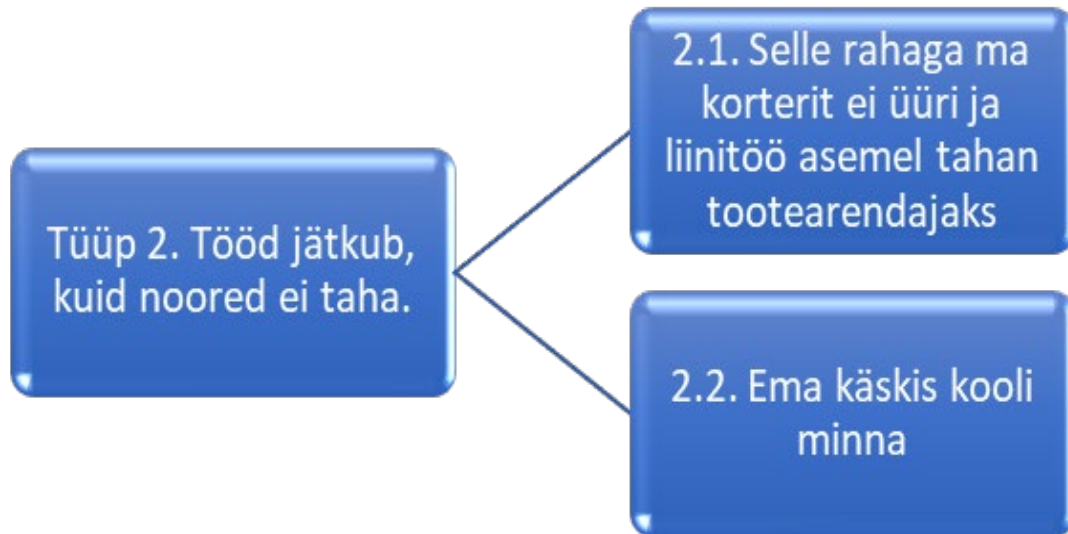 2.1. Selle rahaga ma
korterit ei üüri ja
liinitöö asemel tahan
tootearendajaks
Tüüp 2. Tööd jätkub,
kuid noored ei taha.
2.2. Ema käskis kooli
minna